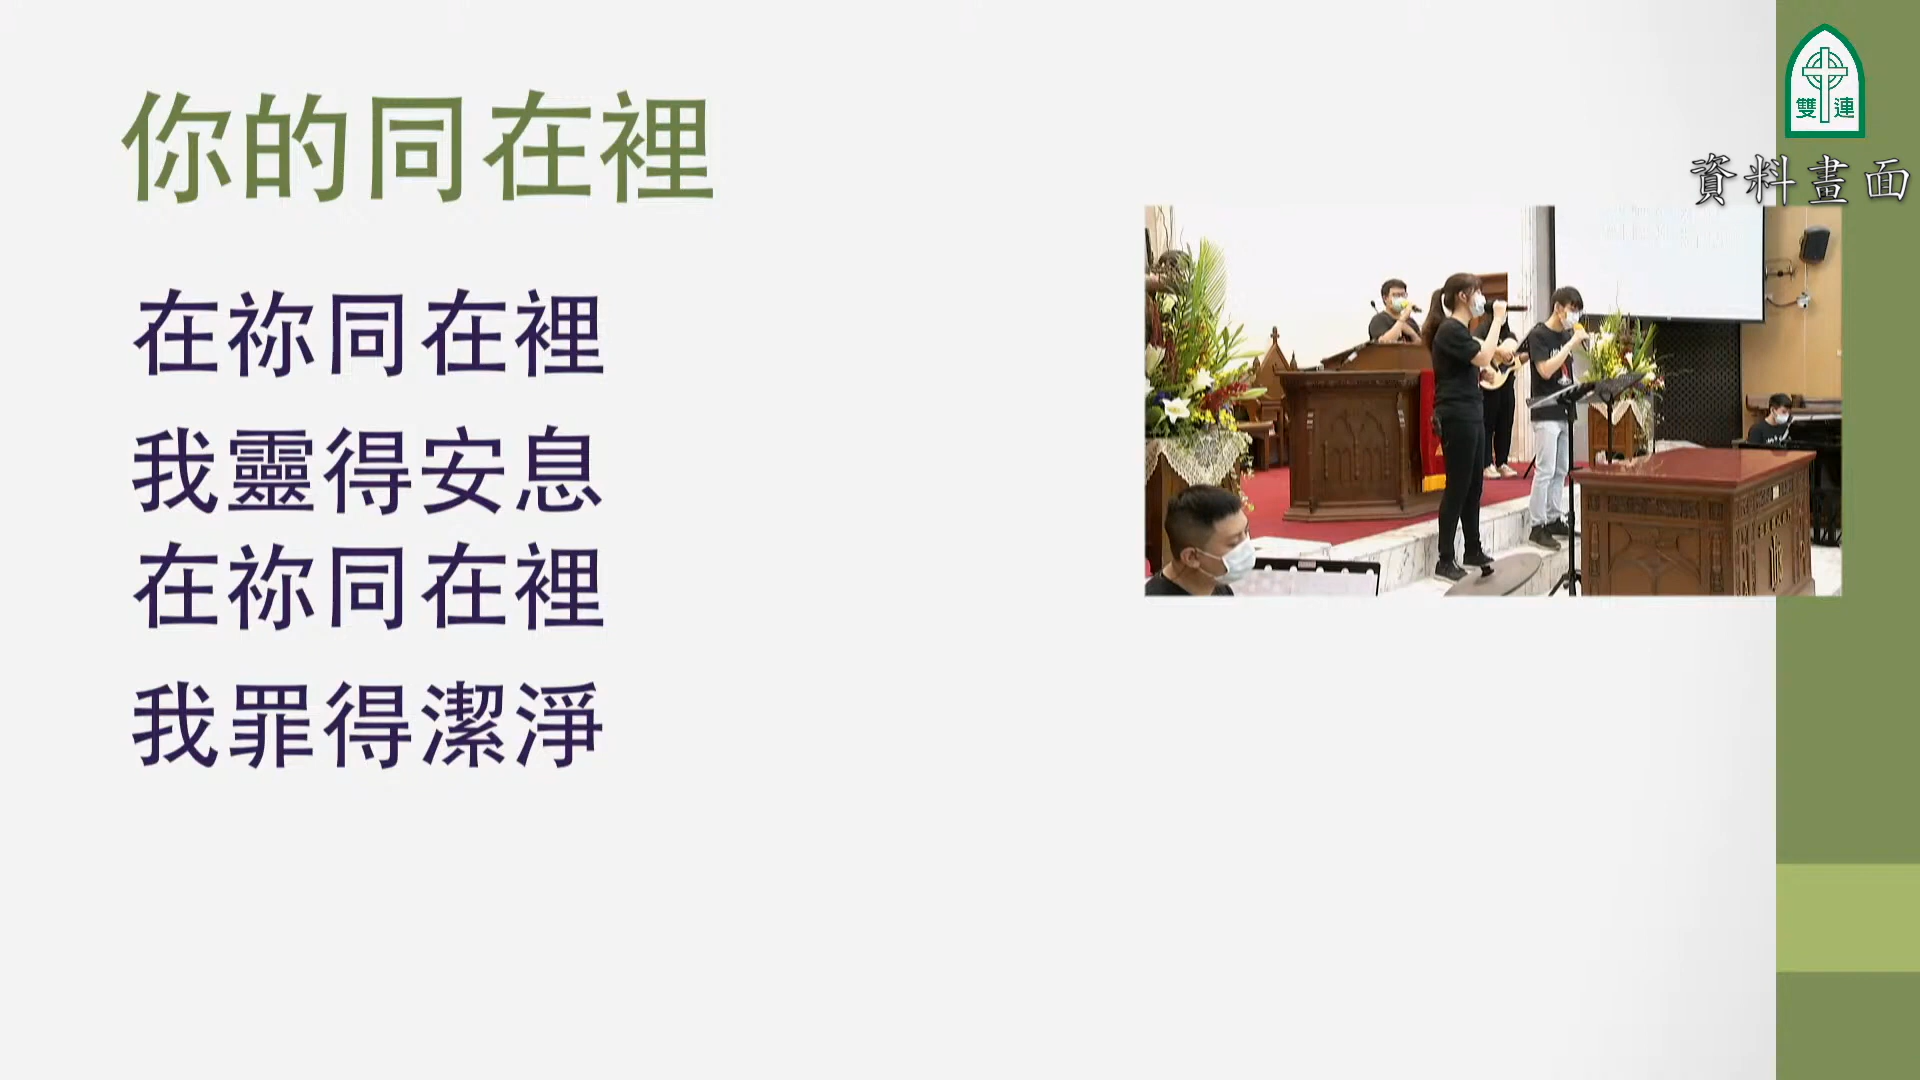 你的同在裡
在祢同在裡
我靈得安息
在祢同在裡
我罪得潔淨
雙連
資料畫面